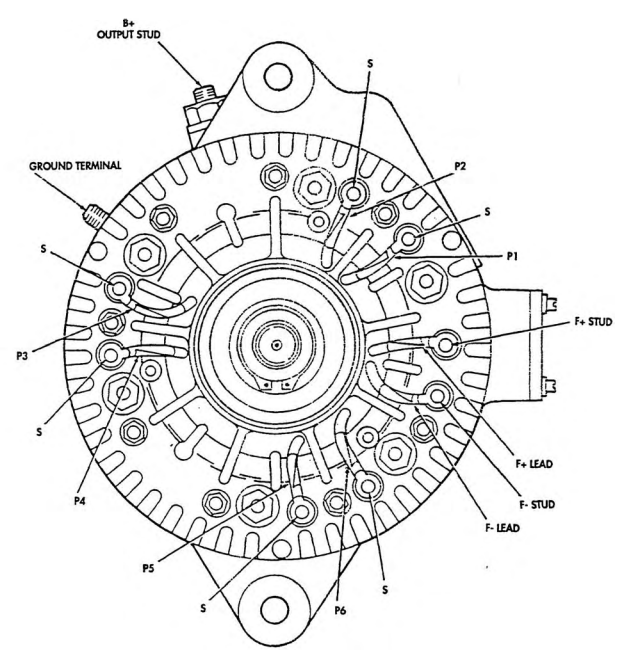 B+
OUTPUT STUD
S
GROUND TERMINAL
P2
S
S
P1
F+ STUD
P3
S
F+ LEAD
P4
F- STUD
F- LEAD
P5
S
P6
S